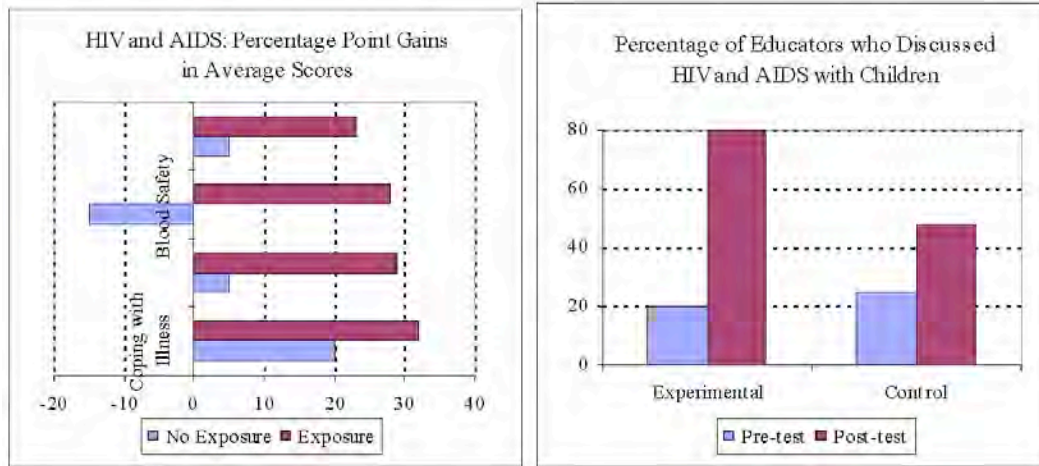 HIV and AIDS: Percentage Point Gains
in Average Scores
Blood Safety
Coping with
Illness
-20 -10 0 10 20 30 40
No Exposure Exposure
Percentage of Educators who Discussed
HIV and AIDS with Children
80
60
40
20
0
Experimental Control
Pre-test Post-test